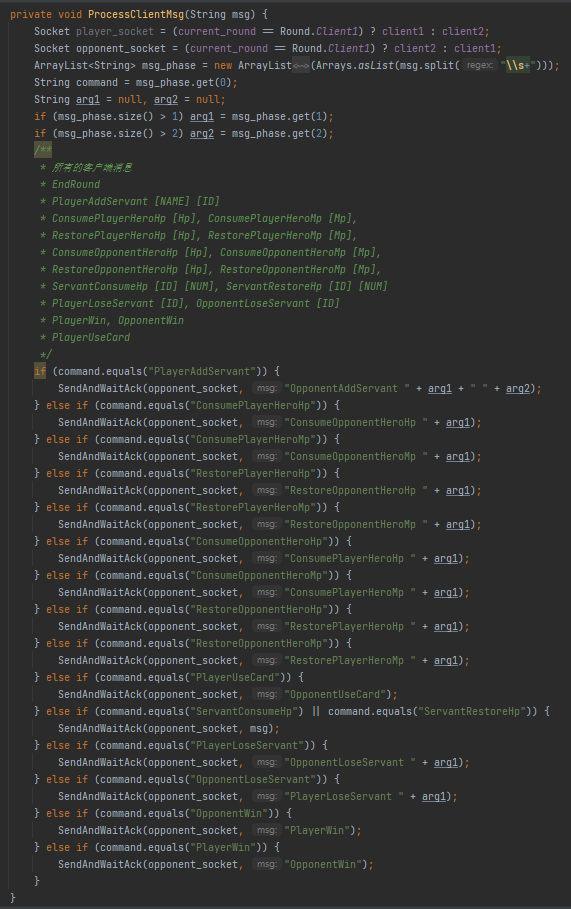 private void ProcessClientMsg(String msg) {
    Socket player_socket = (current_round == Round.Client1) ? client1 : client2;
    Socket opponent_socket = (current_round == Round.Client1) ? client2 : client1;
    ArrayList<String> msg_phase = new ArrayList<~>(Arrays.asList(msg.split( regex: "\\s+")));
    String command = msg_phase.get(0);
    String arg1 = null, arg2 = null;
    if (msg_phase.size() > 1) arg1 = msg_phase.get(1);
    if (msg_phase.size() > 2) arg2 = msg_phase.get(2);
    /**
     * 所有的客户端消息
     * EndRound
     * PlayerAddServant [NAME] [ID]
     * ConsumePlayerHeroHp [Hp], ConsumePlayerHeroMp [Mp],
     * RestorePlayerHeroHp [Hp], RestorePlayerHeroMp [Mp],
     * ConsumeOpponentHeroHp [Hp], ConsumeOpponentHeroMp [Mp],
     * RestoreOpponentHeroHp [Hp], RestoreOpponentHeroMp [Mp],
     * ServantConsumeHp [ID] [NUM], ServantRestoreHp [ID] [NUM]
     * PlayerLoseServant [ID], OpponentLoseServant [ID]
     * PlayerWin, OpponentWin
     * PlayerUseCard
     */
    if (command.equals("PlayerAddServant")) {
        SendAndWaitAck(opponent_socket, msg: "OpponentAddServant " + arg1 + " " + arg2);
    } else if (command.equals("ConsumePlayerHeroHp")) {
        SendAndWaitAck(opponent_socket, msg: "ConsumeOpponentHeroHp " + arg1);
    } else if (command.equals("ConsumePlayerHeroMp")) {
        SendAndWaitAck(opponent_socket, msg: "ConsumeOpponentHeroMp " + arg1);
    } else if (command.equals("RestorePlayerHeroHp")) {
        SendAndWaitAck(opponent_socket, msg: "RestoreOpponentHeroHp " + arg1);
    } else if (command.equals("RestorePlayerHeroMp")) {
        SendAndWaitAck(opponent_socket, msg: "RestoreOpponentHeroMp " + arg1);
    } else if (command.equals("ConsumeOpponentHeroHp")) {
        SendAndWaitAck(opponent_socket, msg: "ConsumePlayerHeroHp " + arg1);
    } else if (command.equals("ConsumeOpponentHeroMp")) {
        SendAndWaitAck(opponent_socket, msg: "ConsumePlayerHeroMp " + arg1);
    } else if (command.equals("RestoreOpponentHeroHp")) {
        SendAndWaitAck(opponent_socket, msg: "RestorePlayerHeroHp " + arg1);
    } else if (command.equals("RestoreOpponentHeroMp")) {
        SendAndWaitAck(opponent_socket, msg: "RestorePlayerHeroMp " + arg1);
    } else if (command.equals("PlayerUseCard")) {
        SendAndWaitAck(opponent_socket, msg: "OpponentUseCard");
    } else if (command.equals("ServantConsumeHp") || command.equals("ServantRestoreHp")) {
        SendAndWaitAck(opponent_socket, msg);
    } else if (command.equals("PlayerLoseServant")) {
        SendAndWaitAck(opponent_socket, msg: "OpponentLoseServant " + arg1);
    } else if (command.equals("OpponentLoseServant")) {
        SendAndWaitAck(opponent_socket, msg: "PlayerLoseServant " + arg1);
    } else if (command.equals("OpponentWin")) {
        SendAndWaitAck(opponent_socket, msg: "PlayerWin");
    } else if (command.equals("PlayerWin")) {
        SendAndWaitAck(opponent_socket, msg: "OpponentWin");
    }
}